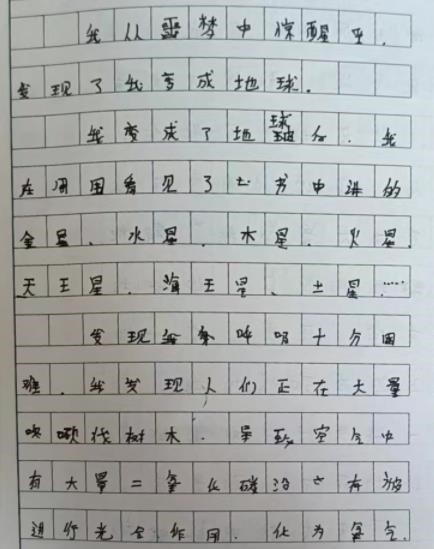 我从噩梦中惊醒乎，
发现了我变成地球。
我变成了地球后，我
在周围看见了七书中讲的
金星、水星、木星、火星、
天王星、海王星、土星……
发现我呼吸十分困
难，我发现人们正在大量
砍伐树木，导致空气中
有大量二氧化碳没有被
进行光合作用，化为氧气。